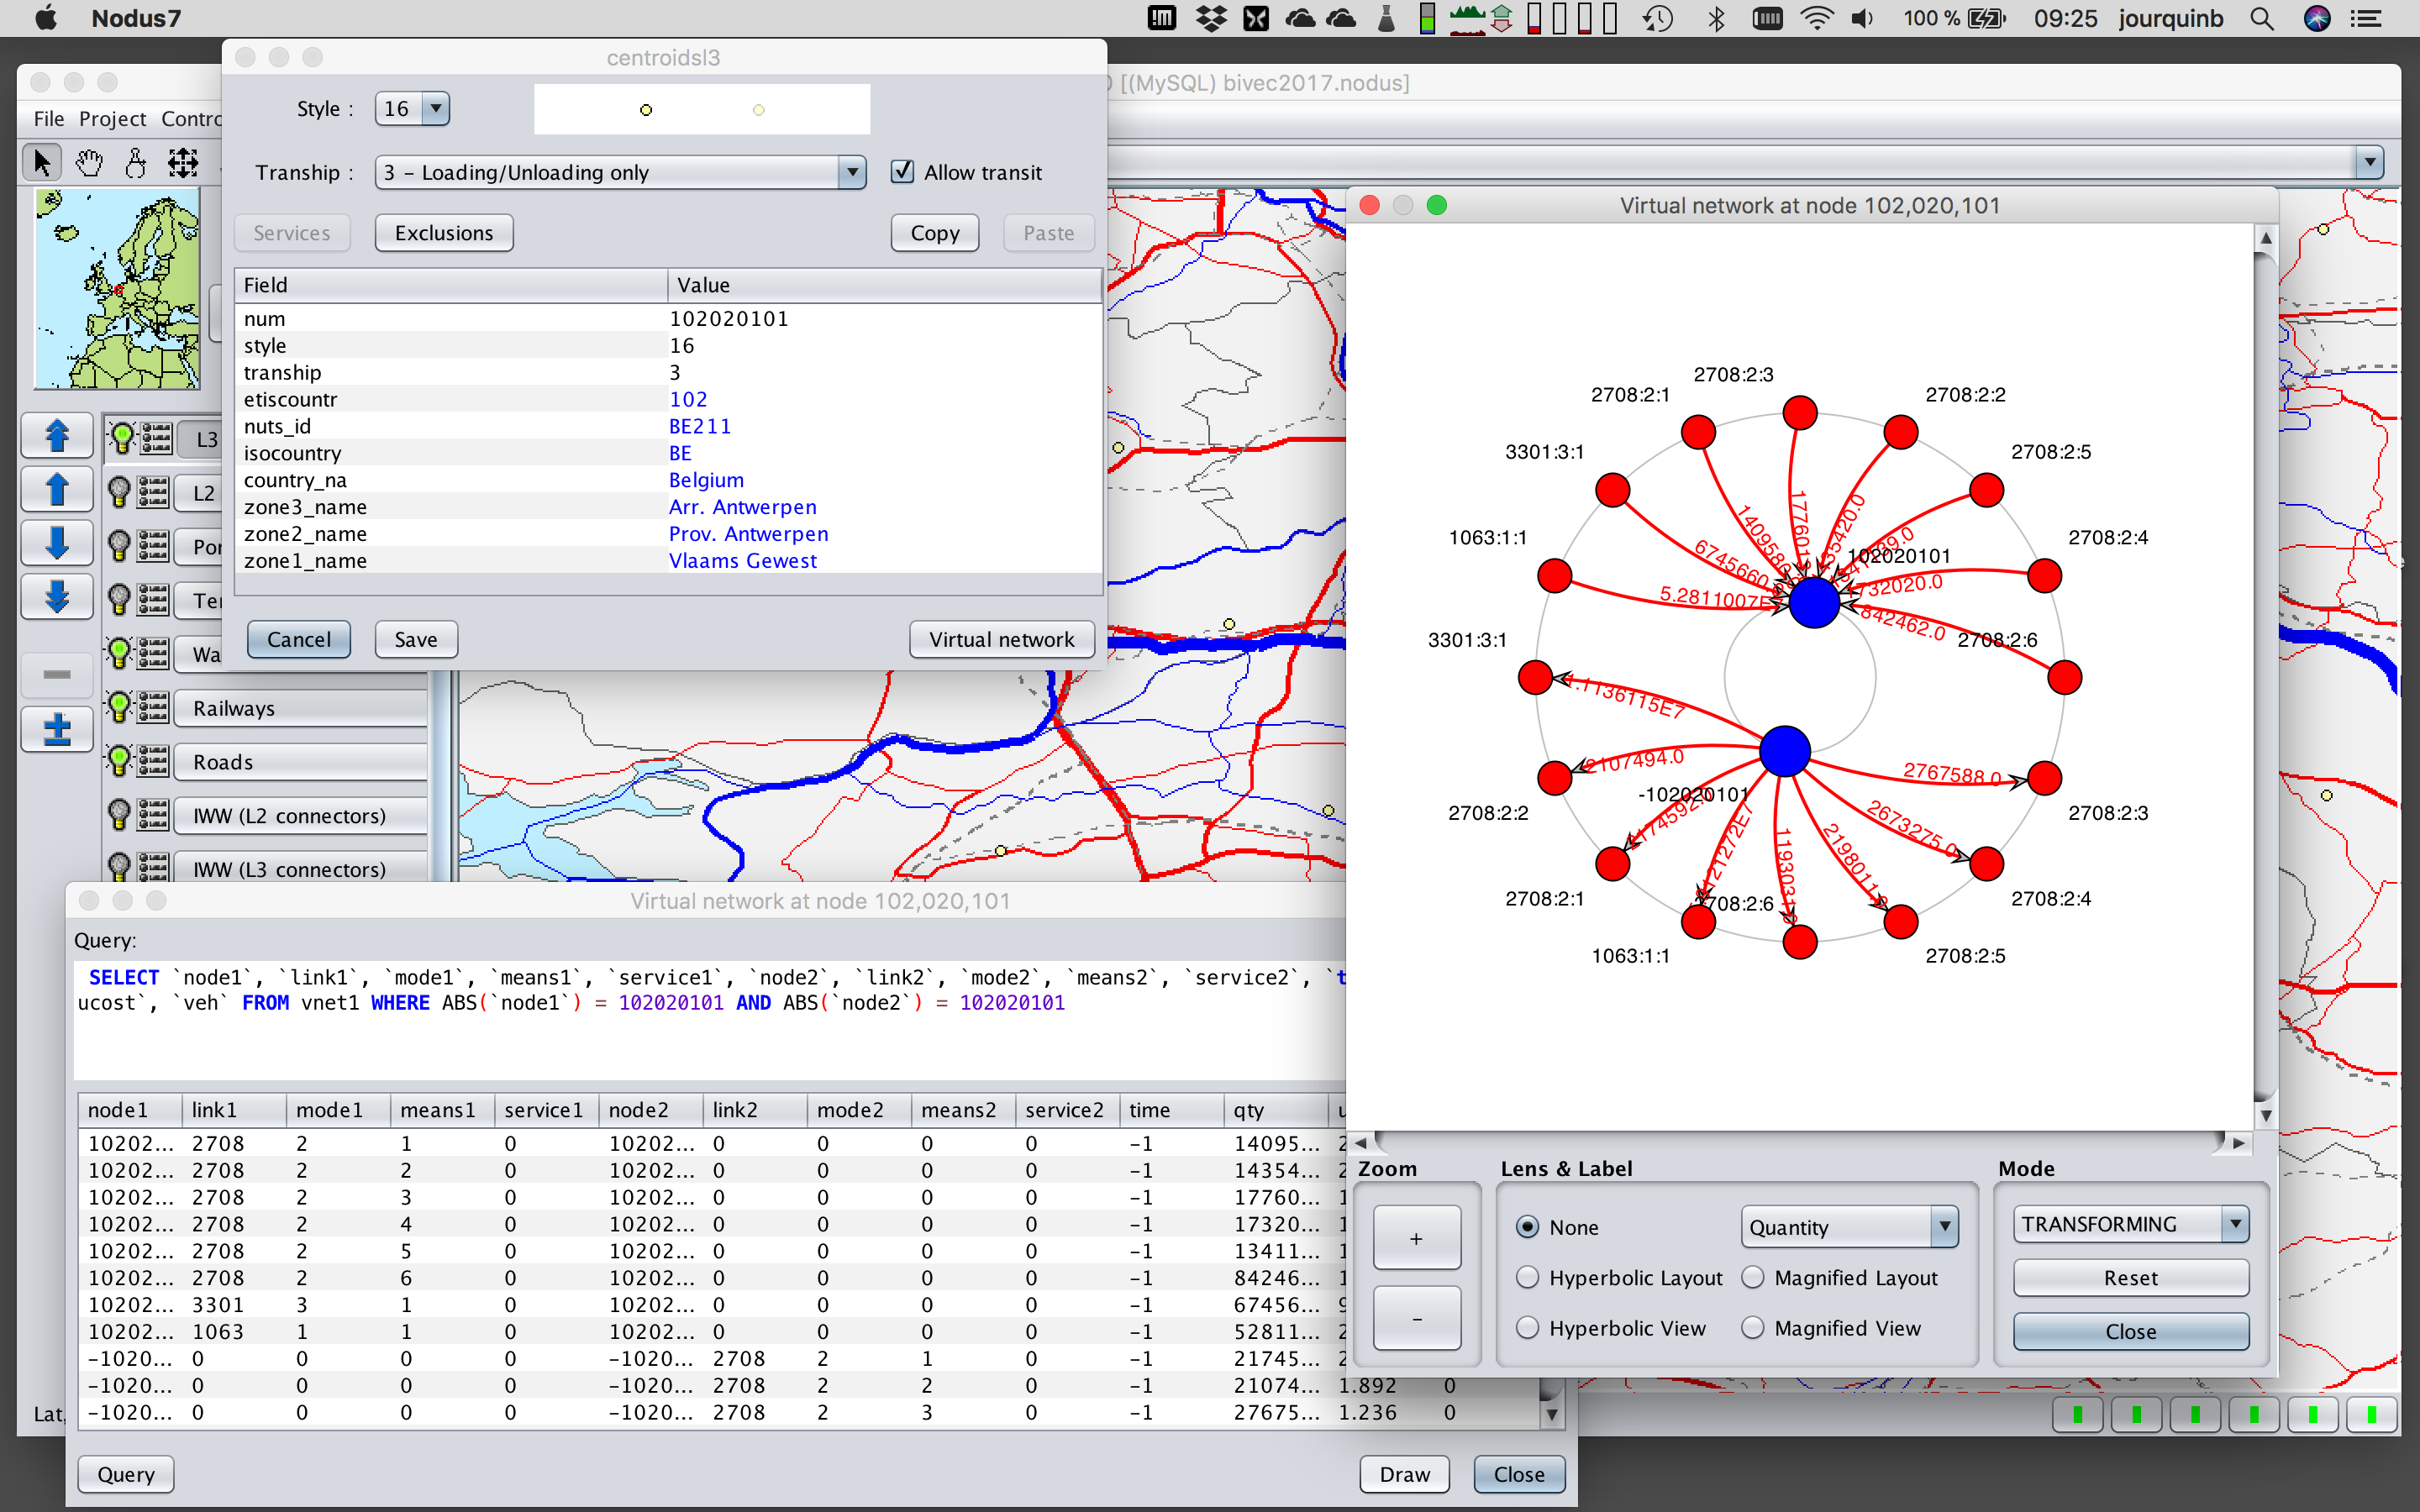 Nodus7
100 %
09:25
jourquinb
centroidsl3
[(MySQL) bivec2017.nodus]
File Project
Style :
16
Tranship :
3 - Loading/Unloading only
Allow transit
Services
Exclusions
Copy
Paste
Field
Value
num
102020101
style
16
tranship
3
etiscountr
102
nuts_id
BE211
isocountry
BE
country_na
Belgium
zone3_name
Arr. Antwerpen
zone2_name
Prov. Antwerpen
zone1_name
Vlaams Gewest
Cancel
Save
Virtual network
L3
L2
Railways
Roads
IWW (L2 connectors)
IWW (L3 connectors)
Virtual network at node 102,020,101
2708:2:3
2708:2:1
2708:2:2
3301:3:1
2708:2:5
1063:1:1
2708:2:4
102020101
6745660.0
5.2811007E7
732020.0
842462.0
3301:3:1
2708:2:6
1.1136115E7
2107494.0
2767588.0
-102020101
2708:2:2
2708:2:3
2673275.0
2708:2:1
2708:2:6
2708:2:4
1063:1:1
2708:2:5
Zoom
+
-
Lens & Label
None
Quantity
Hyperbolic Layout
Magnified Layout
Hyperbolic View
Magnified View
Mode
TRANSFORMING
Reset
Close
Virtual network at node 102,020,101
Query:
SELECT `node1`, `link1`, `mode1`, `means1`, `service1`, `node2`, `link2`, `mode2`, `means2`, `service2`,
ucost`, `veh` FROM vnet1 WHERE ABS(`node1`) = 102020101 AND ABS(`node2`) = 102020101
node1 link1 mode1 means1 service1 node2 link2 mode2 means2 service2 time qty
10202... 2708 2 1 0 10202... 0 0 0 0 -1 14095...
10202... 2708 2 2 0 10202... 0 0 0 0 -1 14354...
10202... 2708 2 3 0 10202... 0 0 0 0 -1 17760...
10202... 2708 2 4 0 10202... 0 0 0 0 -1 17320...
10202... 2708 2 5 0 10202... 0 0 0 0 -1 13411...
10202... 2708 2 6 0 10202... 0 0 0 0 -1 84246...
10202... 3301 3 1 0 10202... 0 0 0 0 -1 67456...
10202... 1063 1 1 0 10202... 0 0 0 0 -1 52811...
-1020... 0 0 0 0 -1020... 2708 2 1 0 -1 21745...
-1020... 0 0 0 0 -1020... 2708 2 2 0 -1 21074... 1.892 0
-1020... 0 0 0 0 -1020... 2708 2 3 0 -1 27675... 1.236 0
Query
Draw
Close